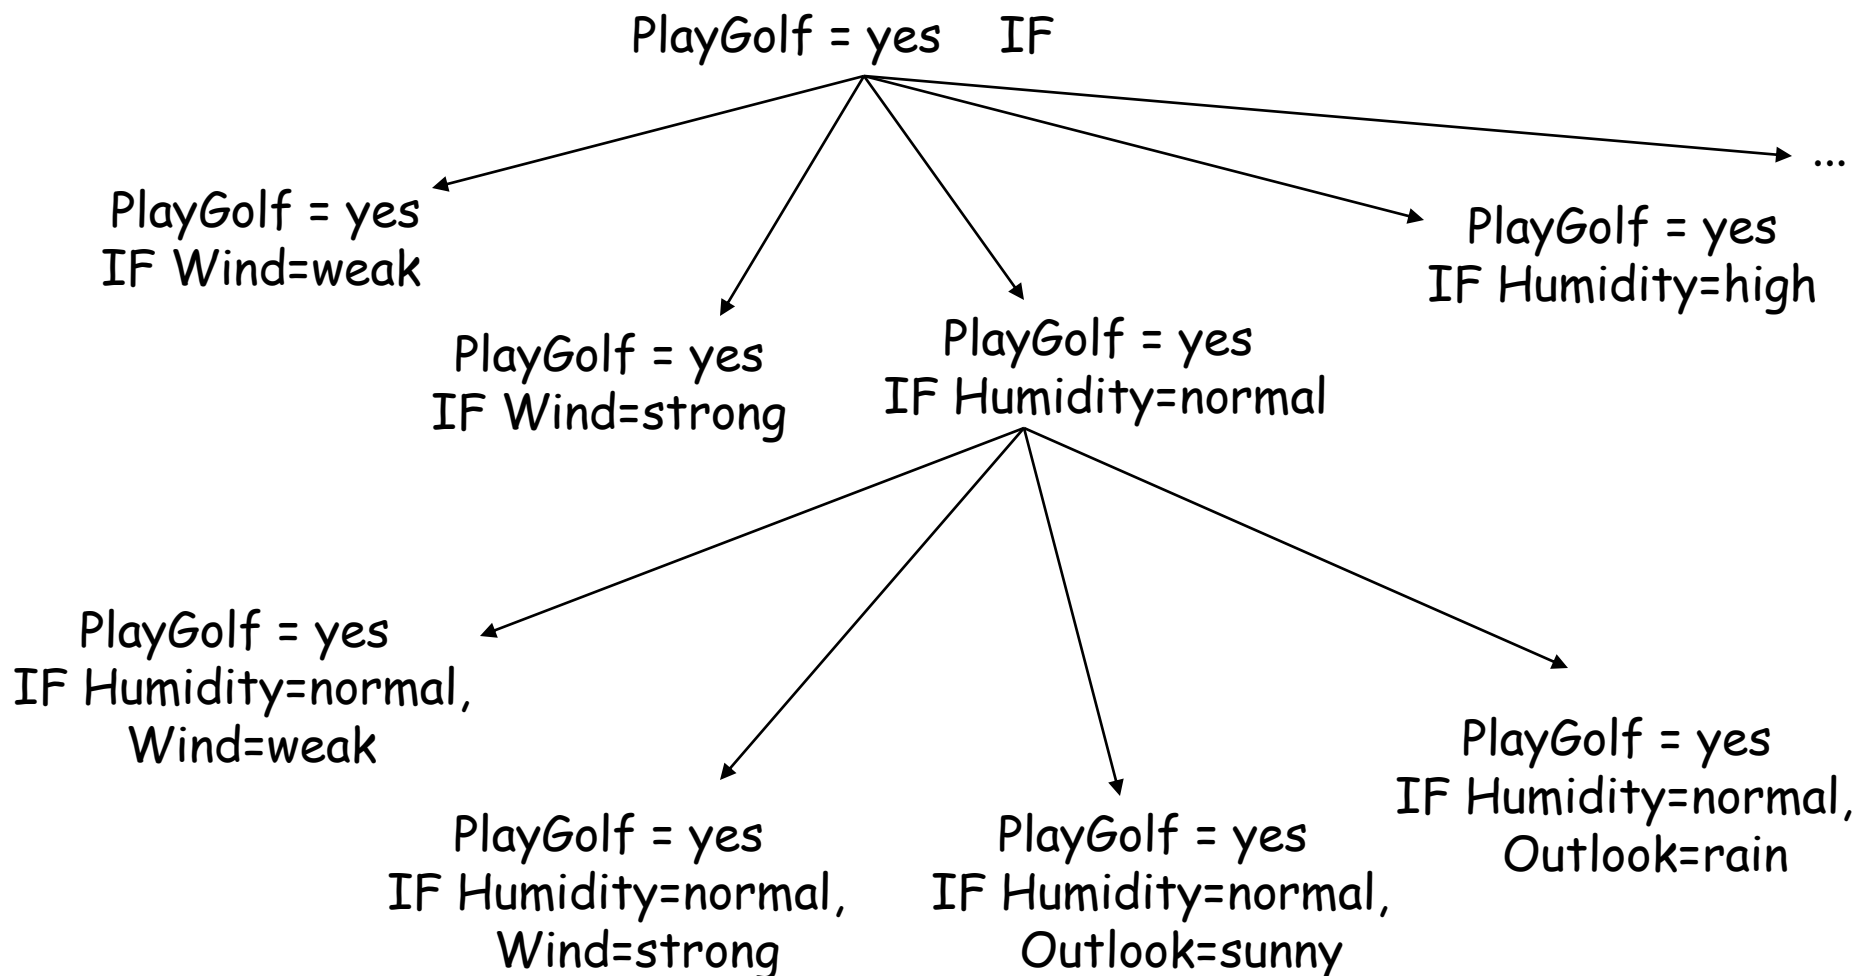 PlayGolf = yes IF
...
PlayGolf = yes
IF Wind=weak
PlayGolf = yes
IF Wind=strong
PlayGolf = yes
IF Humidity=normal
PlayGolf = yes
IF Humidity=high
PlayGolf = yes
IF Humidity=normal,
Wind=weak
PlayGolf = yes
IF Humidity=normal,
Wind=strong
PlayGolf = yes
IF Humidity=normal,
Outlook=sunny
PlayGolf = yes
IF Humidity=normal,
Outlook=rain